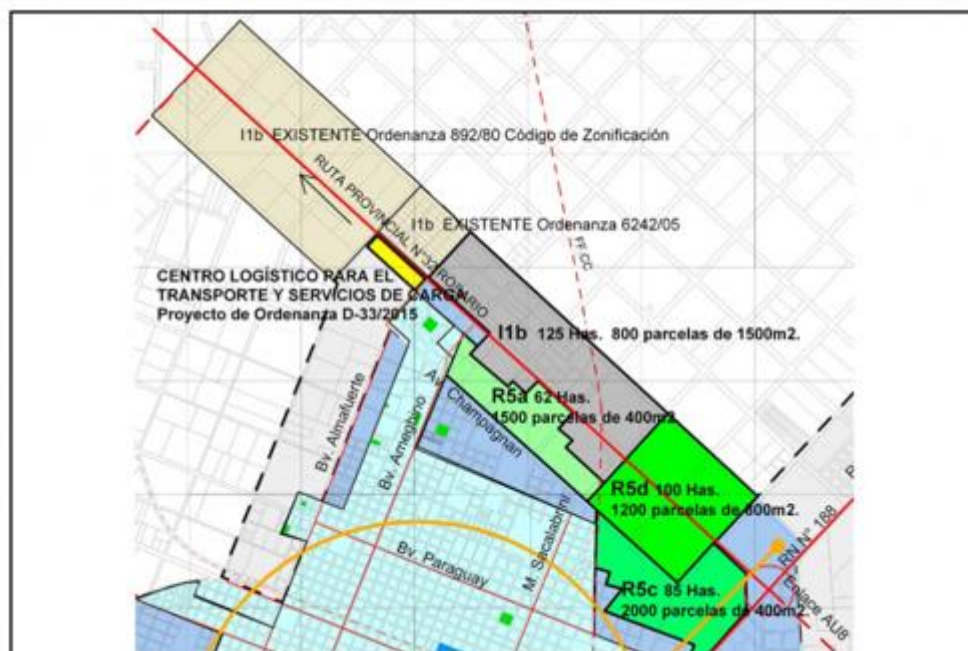 I1b EXISTENTE Ordenanza 892/80 Código de Zonificación
RUTA PROVINCIAL N°32 ROSARIO
I1b EXISTENTE Ordenanza 6242/05
FF.CC
CENTRO LOGÍSTICO PARA EL
TRANSPORTE Y SERVICIOS DE CARGA
Proyecto de Ordenanza D-33/2015
I1b 125 Has. 800 parcelas de 1500m2.
R5a 62 Has.
1500 parcelas de 400m2
Bv. Almafuerte
Bv. Ameghino
Av. Champagnan
R5d 100 Has.
1200 parcelas de 600m2.
RN N° 188
Bv. Paraguay
M. Sacalabrini
R5c 85 Has.
2000 parcelas de 400m2.
Enlace AU8